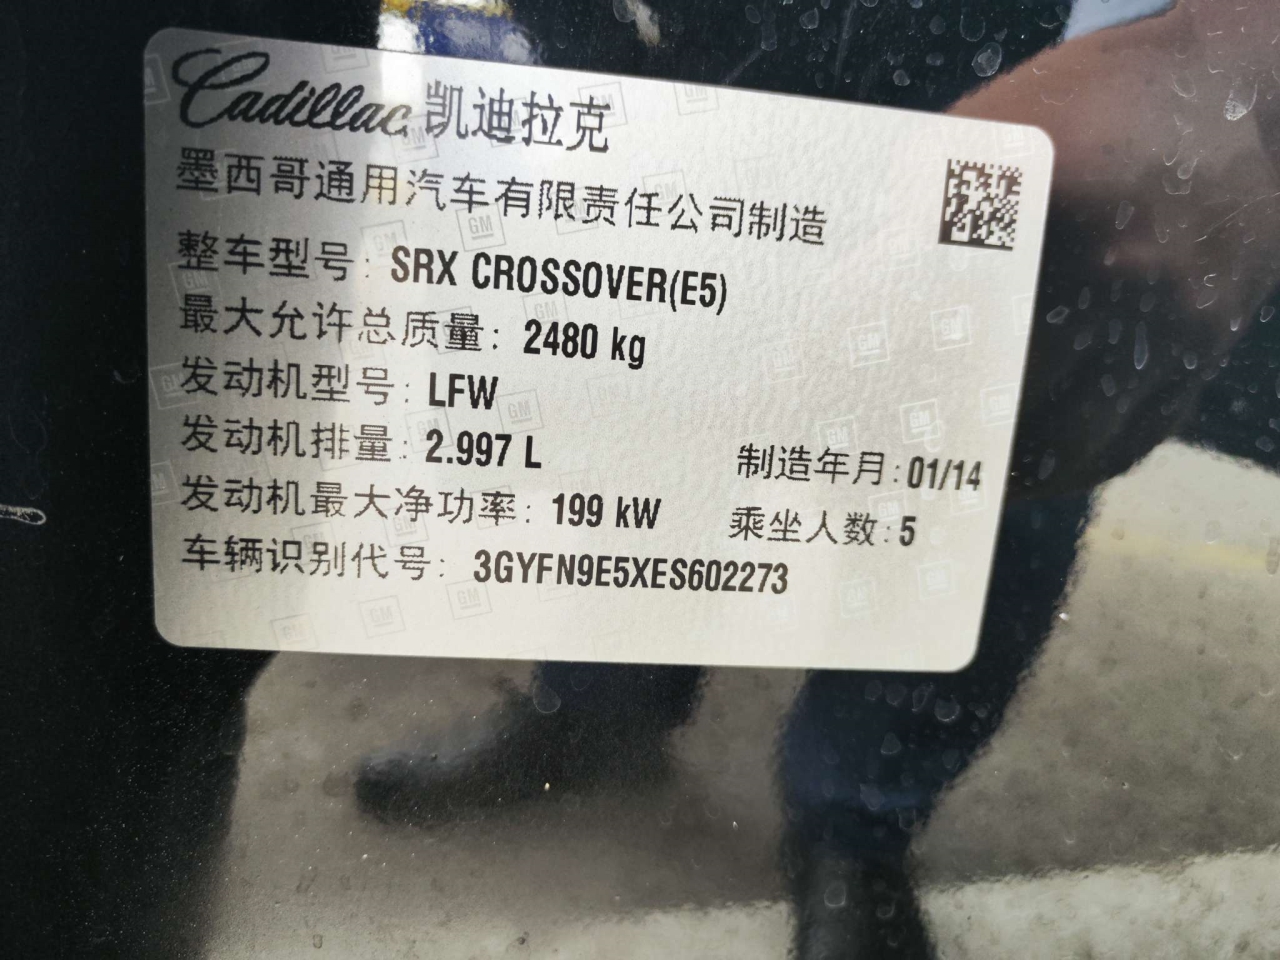 Cadillac 凯迪拉克
墨西哥通用汽车有限责任公司制造
整车型号: SRX CROSSOVER(E5)
最大允许总质量: 2480 kg
发动机型号: LFW
发动机排量: 2.997 L
制造年月: 01/14
发动机最大净功率: 199 kW
乘坐人数: 5
车辆识别代号: 3GYFN9E5XES602273